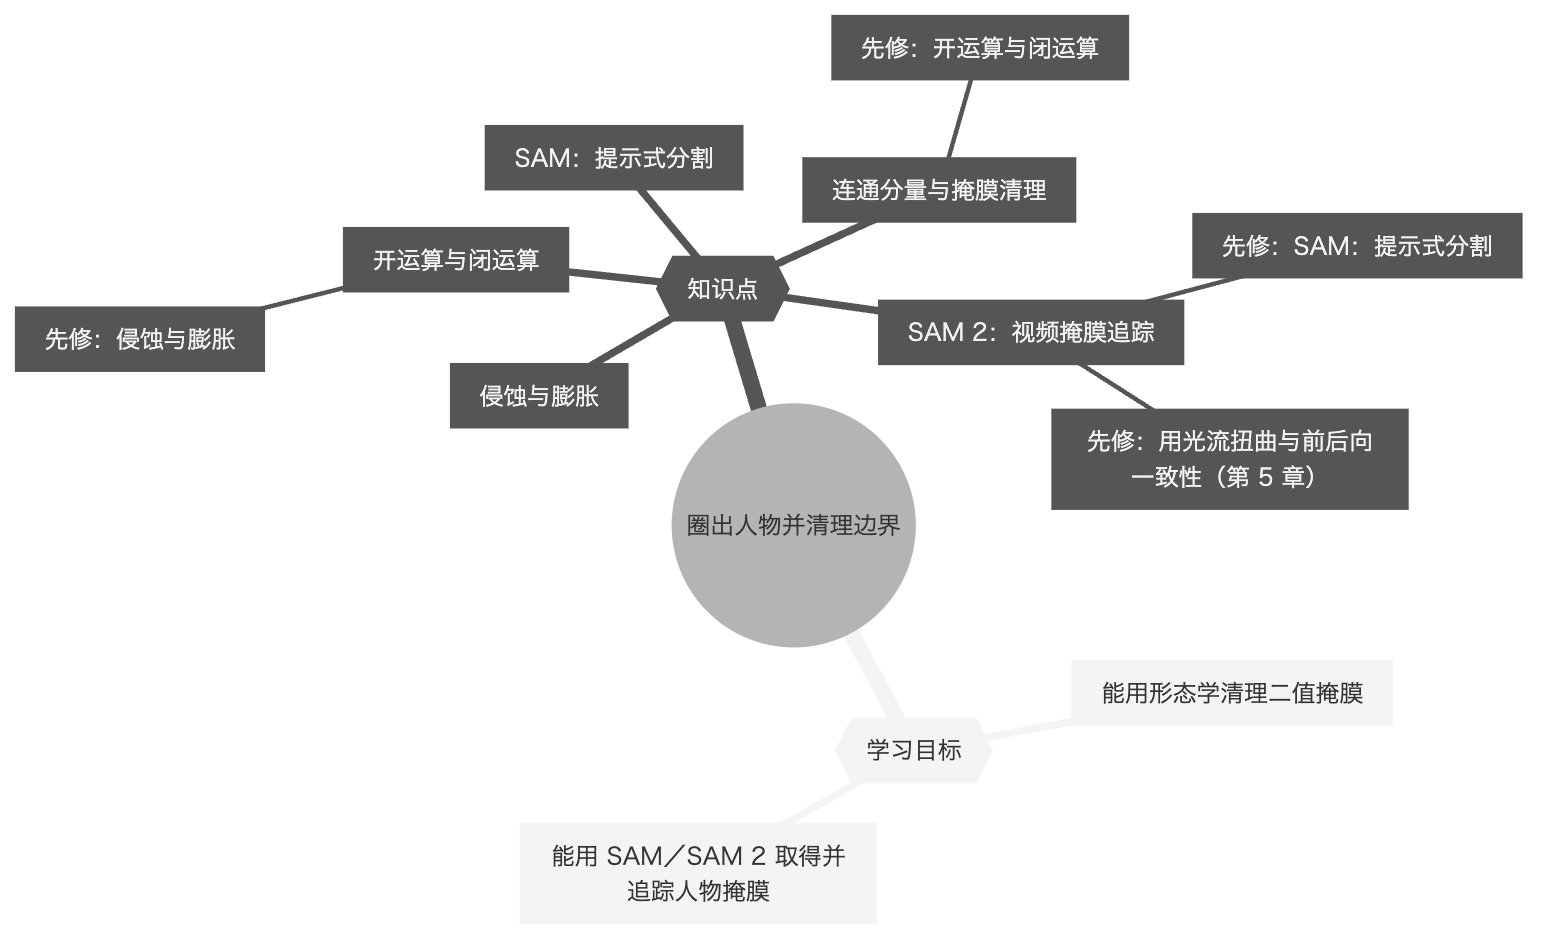 先修：开运算与闭运算
SAM：提示式分割
连通分量与掩膜清理
先修：SAM：提示式分割
开运算与闭运算
知识点
先修：侵蚀与膨胀
SAM 2：视频掩膜追踪
侵蚀与膨胀
先修：用光流扭曲与前后向
一致性（第 5 章）
圈出人物并清理边界
能用形态学清理二值掩膜
学习目标
能用 SAM／SAM 2 取得并
追踪人物掩膜